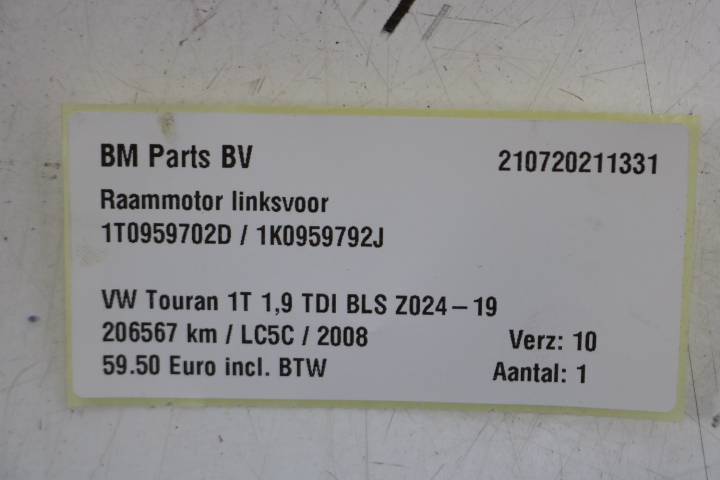 BM Parts BV 210720211331
Raammotor linksvoor
1T0959702D / 1K0959792J
VW Touran 1T 1,9 TDI BLS Z024-19
206567 km / LC5C / 2008 Verz: 10
59.50 Euro incl. BTW Aantal: 1